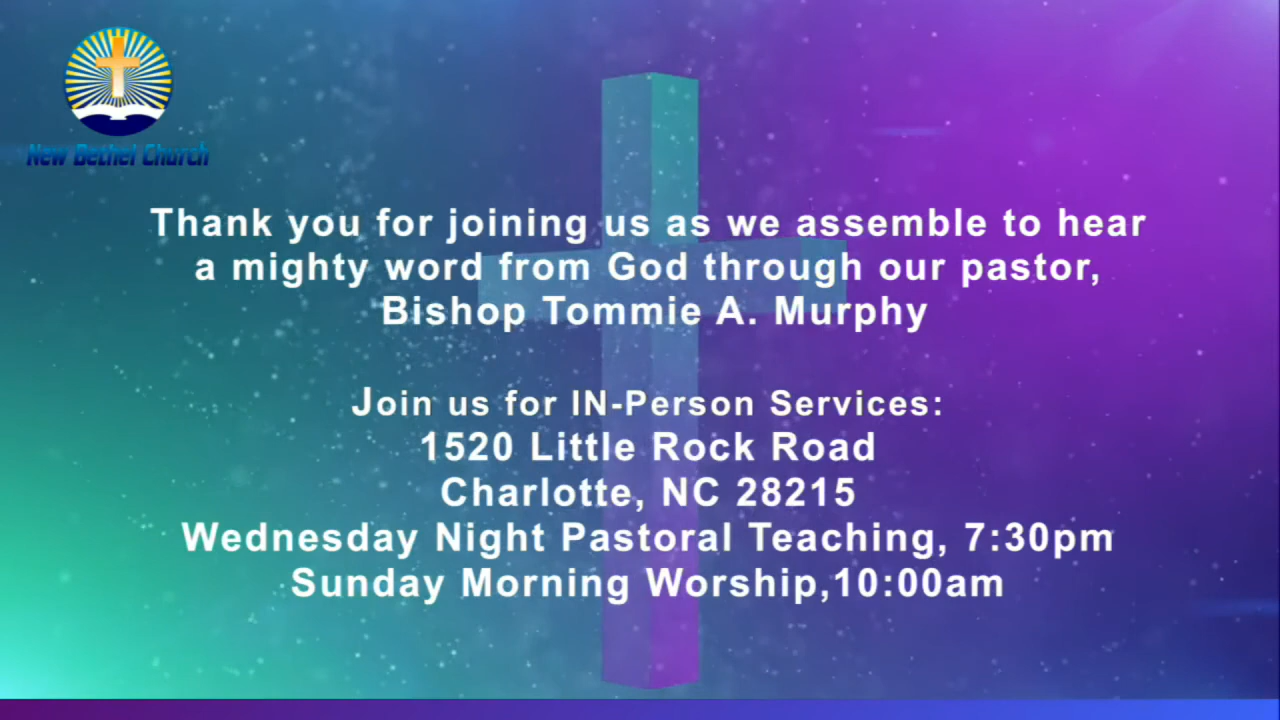 New Bethel Church
Thank you for joining us as we assemble to hear
a mighty word from God through our pastor,
Bishop Tommie A. Murphy
Join us for IN-Person Services:
1520 Little Rock Road
Charlotte, NC 28215
Wednesday Night Pastoral Teaching, 7:30pm
Sunday Morning Worship,10:00am